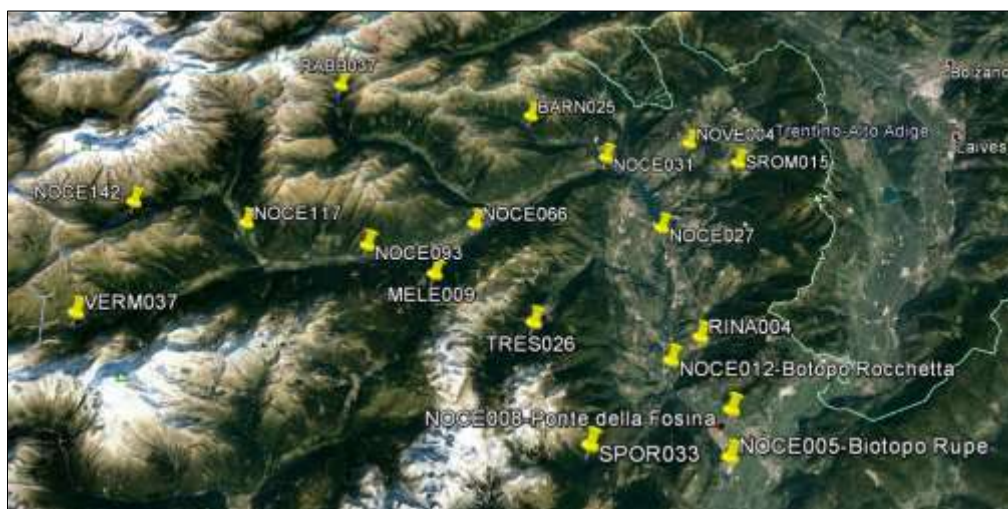 RABB037
BARN025
Bolzano
NOVE004
Trentino-Alto Adige
NOCE031
SROM015
Laives
NOCE142
NOCE117
NOCE066
NOCE027
NOCE093
MELE009
VERM037
TRES026
RINA004
NOCE012-Botopo Rocchetta
NOCE008-Ponte della Fosina
SPOR033
NOCE005-Biotopo Rupe